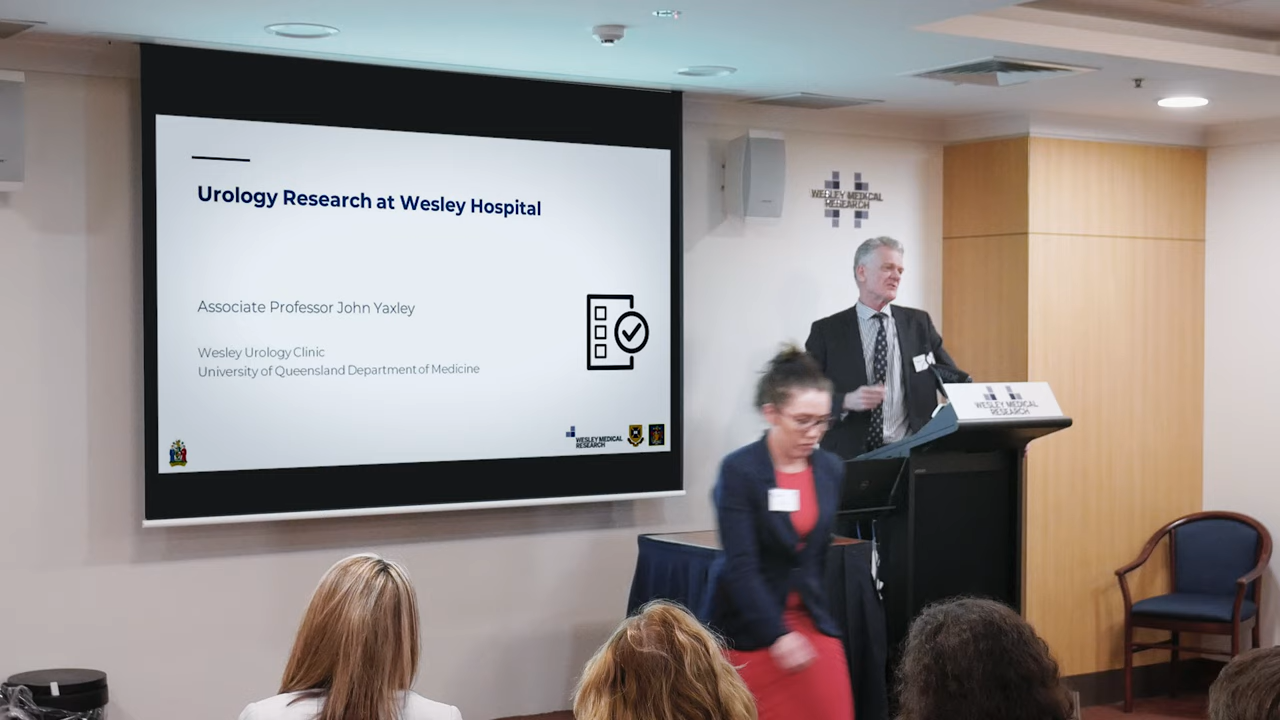 Urology Research at Wesley Hospital
Associate Professor John Yaxley
Wesley Urology Clinic
University of Queensland Department of Medicine
WESLEY MEDICAL
RESEARCH
WESLEY MEDICAL
RESEARCH
WESLEY MEDICAL
RESEARCH